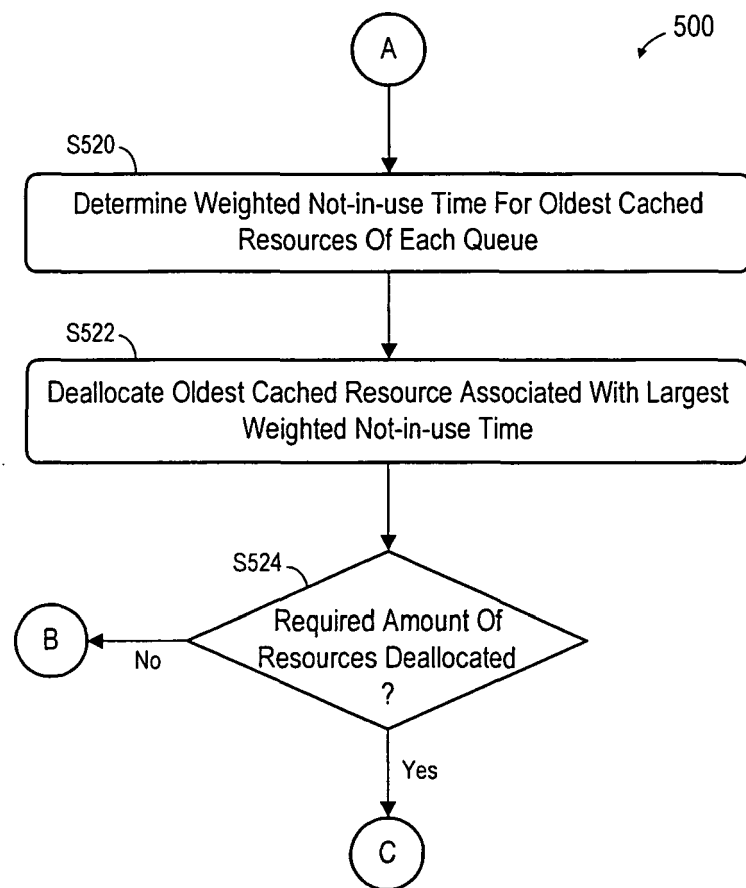 A
500
S520
Determine Weighted Not-in-use Time For Oldest Cached
Resources Of Each Queue
S522
Deallocate Oldest Cached Resource Associated With Largest
Weighted Not-in-use Time
S524
Required Amount Of
Resources Deallocated
?
B
No
Yes
C